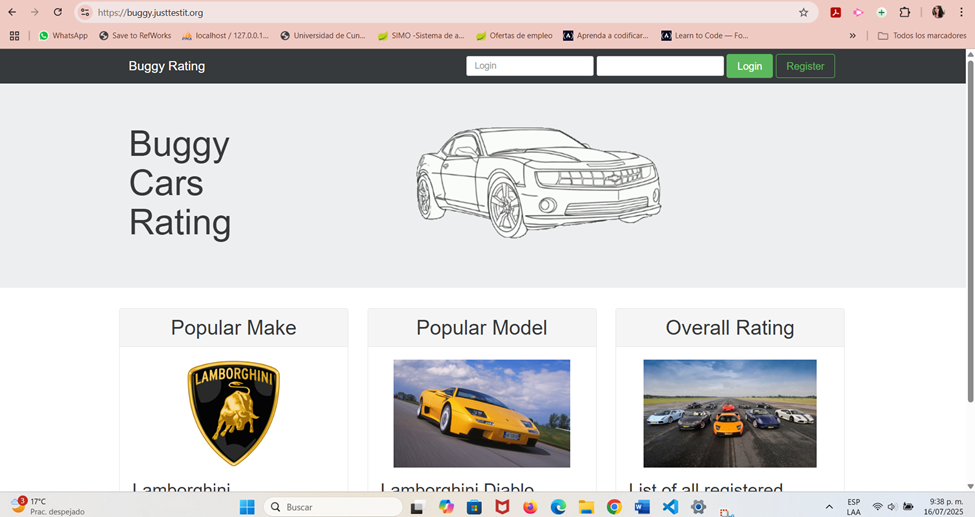 https://buggy.justtestit.org
WhatsApp
Save to RefWorks
localhost / 127.0.0.1...
Universidad de Cun...
SIMO -Sistema de a...
Ofertas de empleo
Aprenda a codificar...
Learn to Code — Fo...
»
Todos los marcadores
Buggy Rating
Login
Login
Register
Buggy
Cars
Rating
Popular Make
Popular Model
Overall Rating
LAMBORGHINI
Lamborghini
Lamborghini Diablo
List of all registered
3
17°C
Prac. despejado
Buscar
ESP
LAA
9:38 p. m.
16/07/2025